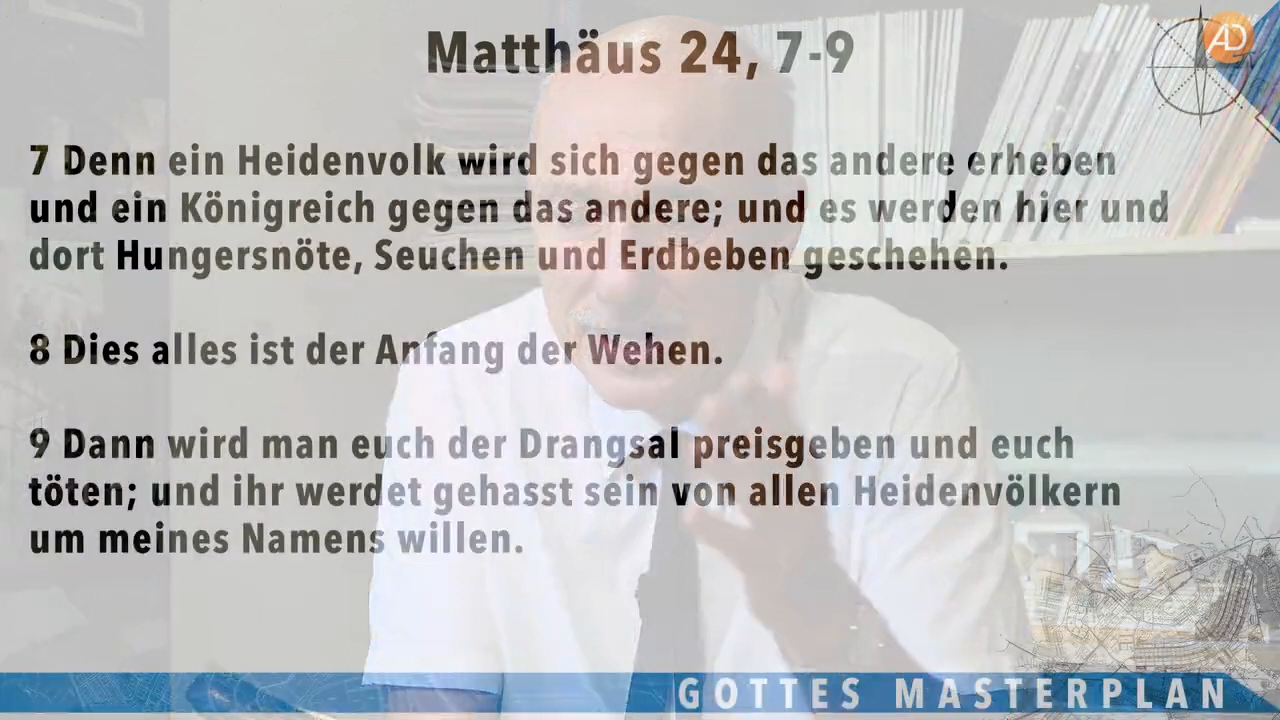 Matthäus 24, 7-9
AD
7 Denn ein Heidenvolk wird sich gegen das andere erheben
und ein Königreich gegen das andere; und es werden hier und
dort Hungersnöte, Seuchen und Erdbeben geschehen.
8 Dies alles ist der Anfang der Wehen.
9 Dann wird man euch der Drangsal preisgeben und euch
töten; und ihr werdet gehasst sein von allen Heidenvölkern
um meines Namens willen.
GOTTES MASTERPLAN